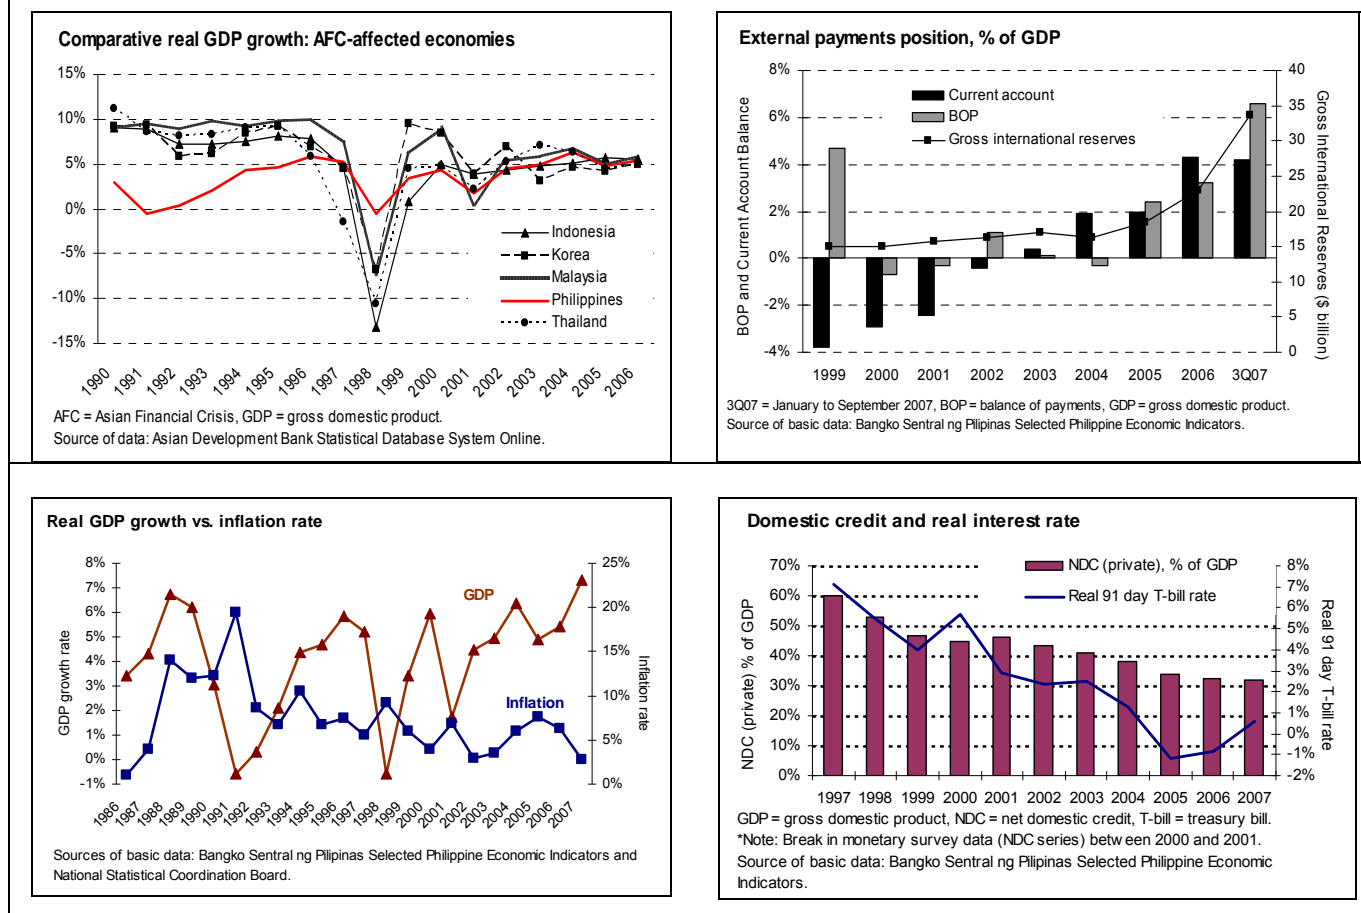 Comparative real GDP growth: AFC-affected economies
15%
10%
5%
0%
-5%
-10%
-15%
Indonesia
Korea
Malaysia
Philippines
Thailand
1990 1991 1992 1993 1994 1995 1996 1997 1998 1999 2000 2001 2002 2003 2004 2005 2006
AFC = Asian Financial Crisis, GDP = gross domestic product.
Source of data: Asian Development Bank Statistical Database System Online.
External payments position, % of GDP
BOP and Current Account Balance
8%
6%
4%
2%
0%
-2%
-4%
Current account
BOP
Gross international reserves
40
35
30
25
20
15
10
5
0
Gross International Reserves ($ billion)
1999 2000 2001 2002 2003 2004 2005 2006 3Q07
3Q07 = January to September 2007, BOP = balance of payments, GDP = gross domestic product.
Source of basic data: Bangko Sentral ng Pilipinas Selected Philippine Economic Indicators.
Real GDP growth vs. inflation rate
GDP growth rate
8%
7%
6%
5%
4%
3%
2%
1%
0%
-1%
GDP
Inflation
25%
20%
15%
10%
5%
0%
Inflation rate
1986 1987 1988 1989 1990 1991 1992 1993 1994 1995 1996 1997 1998 1999 2000 2001 2002 2003 2004 2005 2006 2007
Sources of basic data: Bangko Sentral ng Pilipinas Selected Philippine Economic Indicators and
National Statistical Coordination Board.
Domestic credit and real interest rate
NDC (private) % of GDP
70%
60%
50%
40%
30%
20%
10%
0%
NDC (private), % of GDP
Real 91 day T-bill rate
8%
7%
6%
5%
4%
3%
2%
1%
0%
-1%
-2%
Real 91 day T-bill rate
1997 1998 1999 2000 2001 2002 2003 2004 2005 2006 2007
GDP = gross domestic product, NDC = net domestic credit, T-bill = treasury bill.
*Note: Break in monetary survey data (NDC series) between 2000 and 2001.
Source of basic data: Bangko Sentral ng Pilipinas Selected Philippine Economic
Indicators.